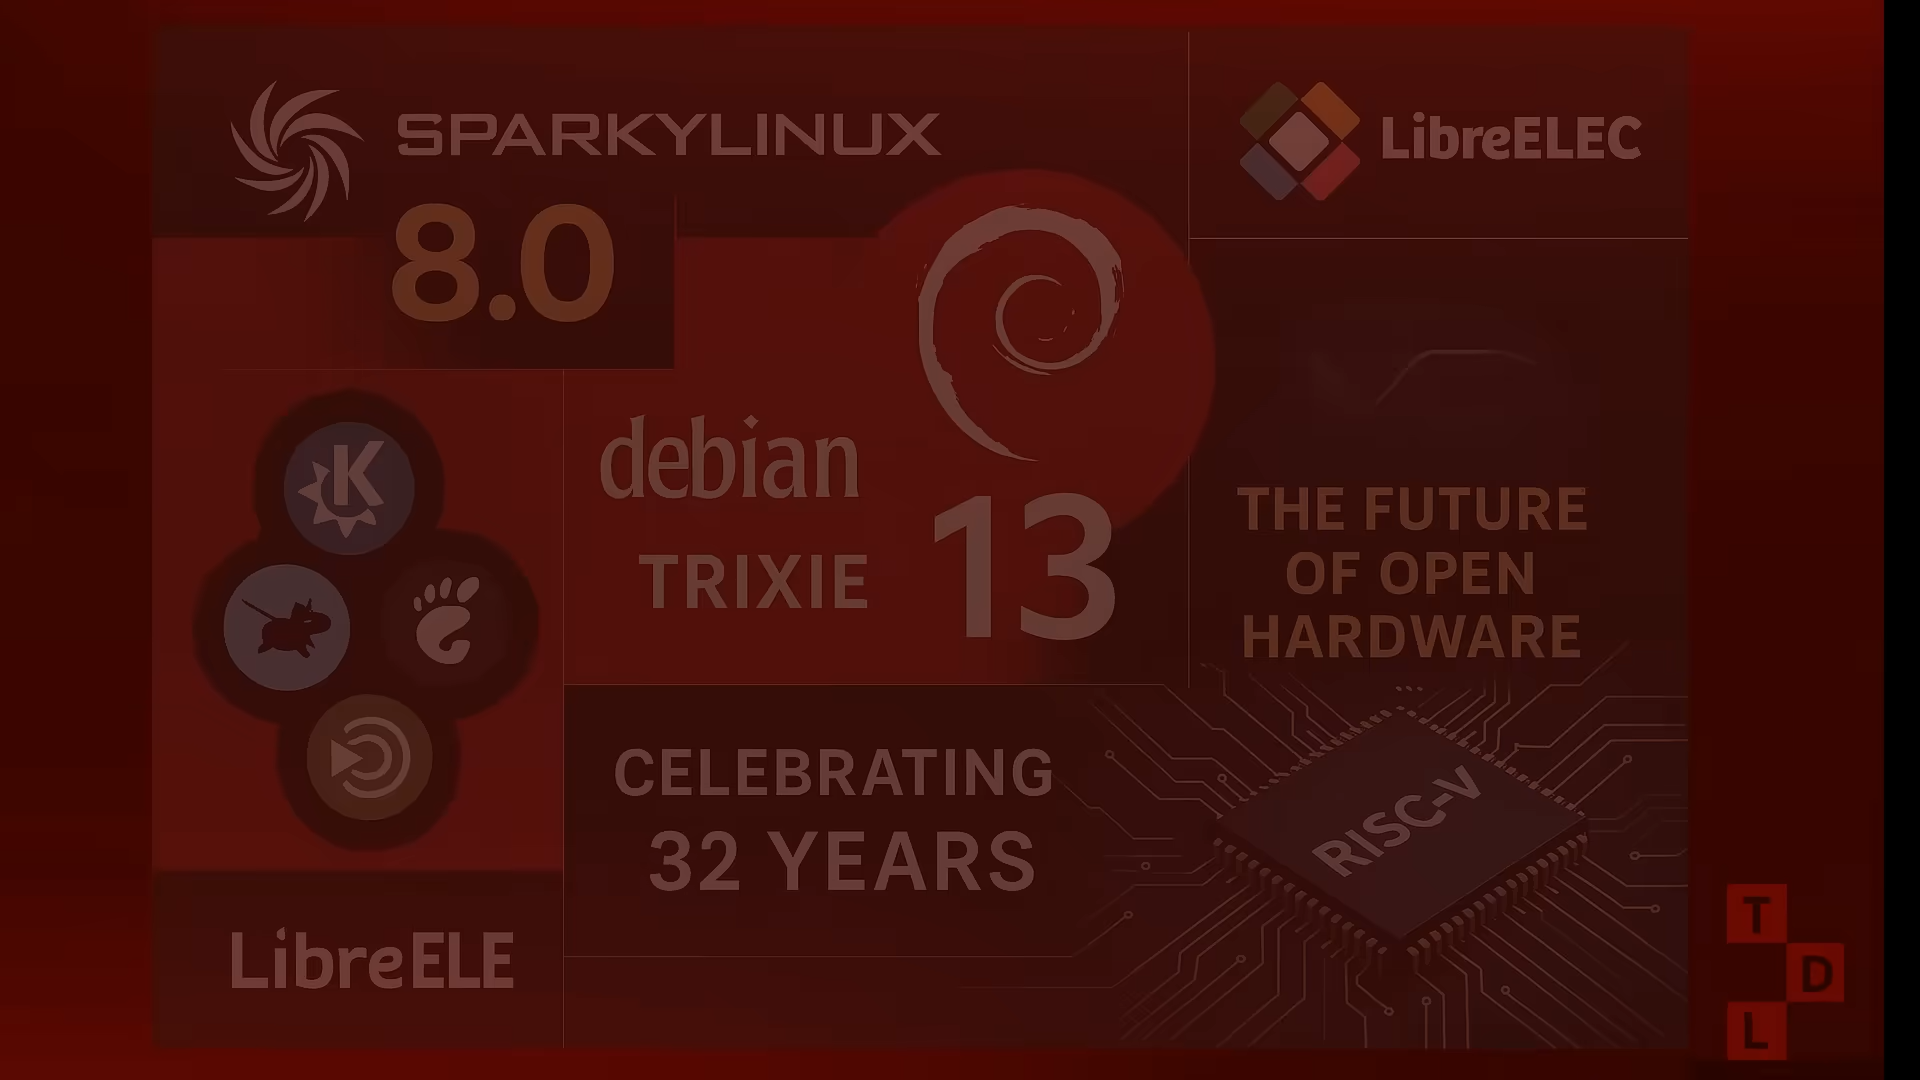 SPARKYLINUX
8.0
LibreELEC
debian
TRIXIE
13
THE FUTURE
OF OPEN
HARDWARE
K
CELEBRATING
32 YEARS
RISC-V
LibreELE
T
D
L